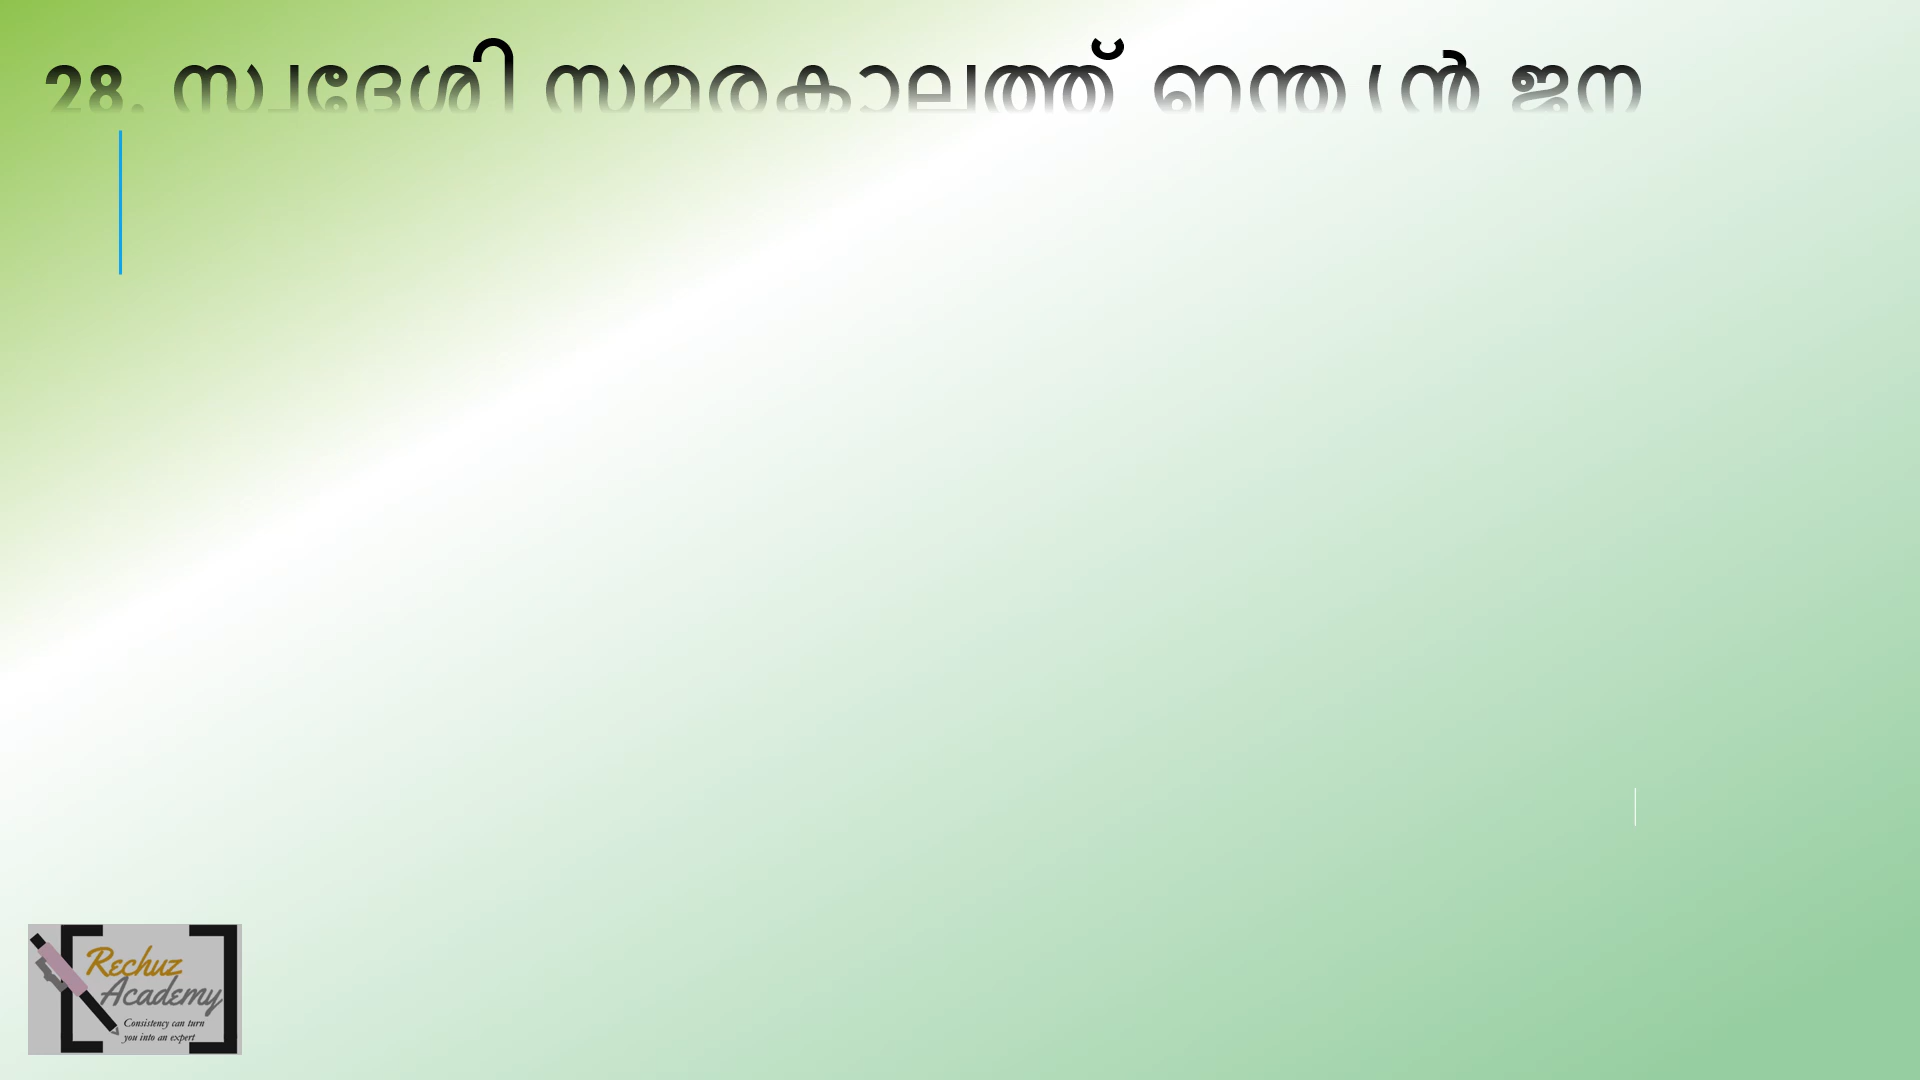 28. സ്വദേശി സമരകാലത്ത് ഇന്ത്യൻ ജന
Rechuz
Academy
Consistency can turn
you into an expert